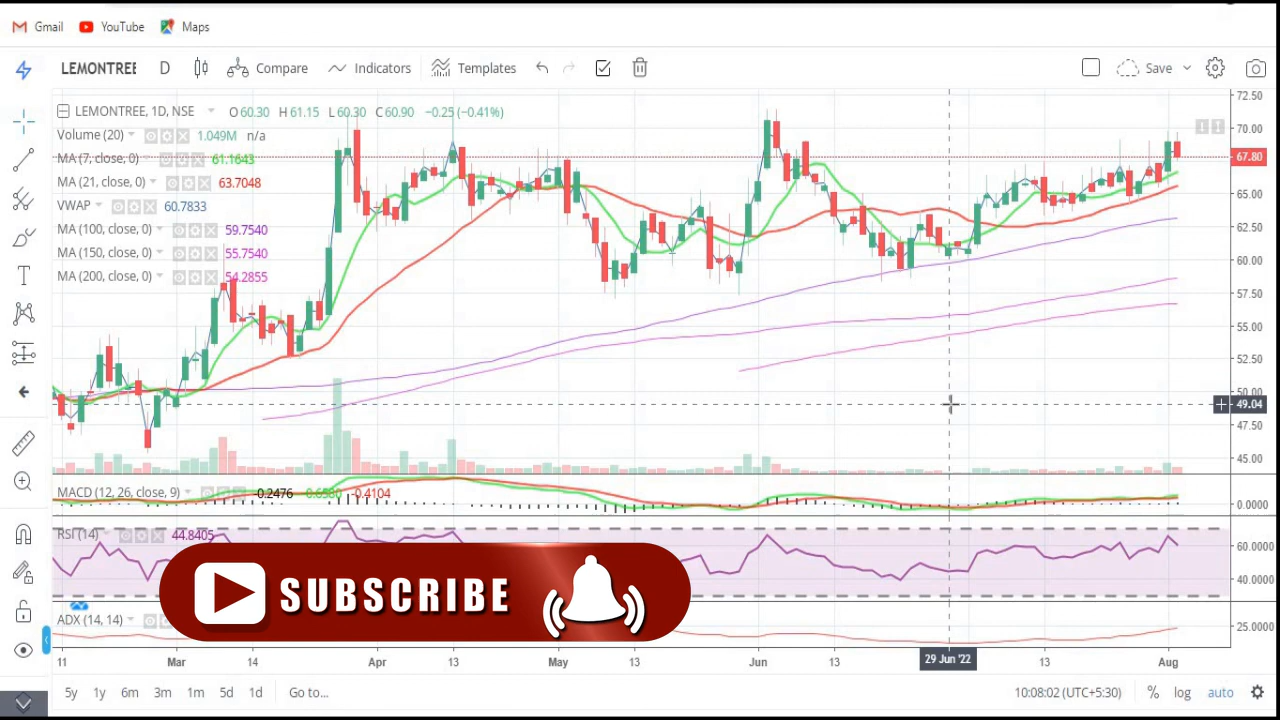 Gmail YouTube Maps
LEMONTREE D Compare Indicators Templates Save
LEMONTREE, 1D, NSE O 60.30 H 61.15 L 60.30 C 60.90 −0.25 (−0.41%)
Volume (20) 1.049M n/a
MA (7, close, 0) 61.1643
MA (21, close, 0) 63.7048
VWAP 60.7833
MA (100, close, 0) 59.7540
MA (150, close, 0) 55.7540
MA (200, close, 0) 54.2855
72.50
70.00
67.80
65.00
62.50
60.00
57.50
55.00
52.50
50.00
49.04
47.50
45.00
MACD (12, 26, close, 9) -0.2476 -0.4104
0.0000
RSI (14) 44.8405
60.0000
40.0000
SUBSCRIBE
ADX (14, 14)
25.0000
11 Mar 14 Apr 13 May 13 Jun 13 29 Jun '22 13 Aug
5y 1y 6m 3m 1m 5d 1d Go to... 10:08:02 (UTC+5:30) % log auto